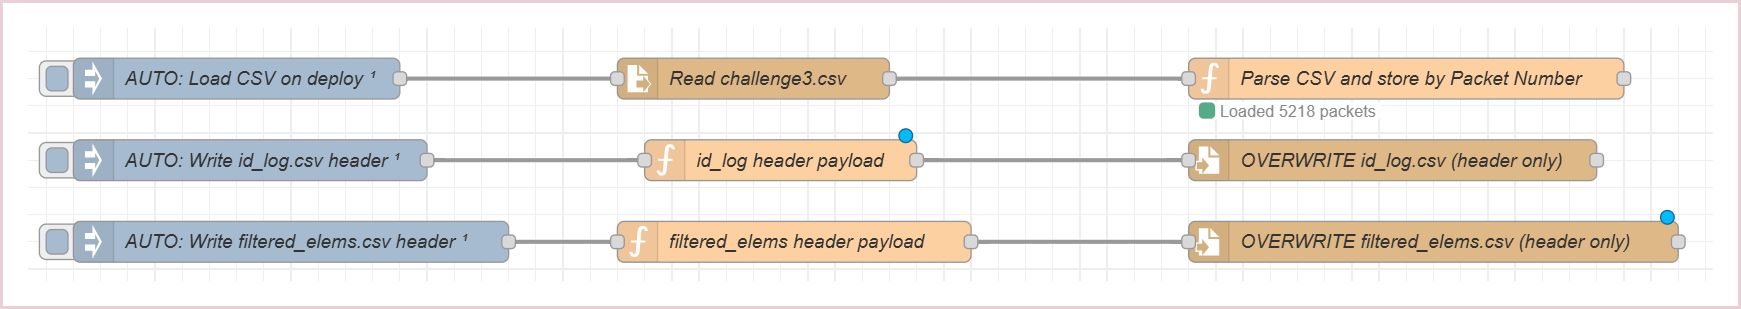 AUTO: Load CSV on deploy ¹
Read challenge3.csv
Parse CSV and store by Packet Number
Loaded 5218 packets
AUTO: Write id_log.csv header ¹
id_log header payload
OVERWRITE id_log.csv (header only)
AUTO: Write filtered_elems.csv header ¹
filtered_elems header payload
OVERWRITE filtered_elems.csv (header only)